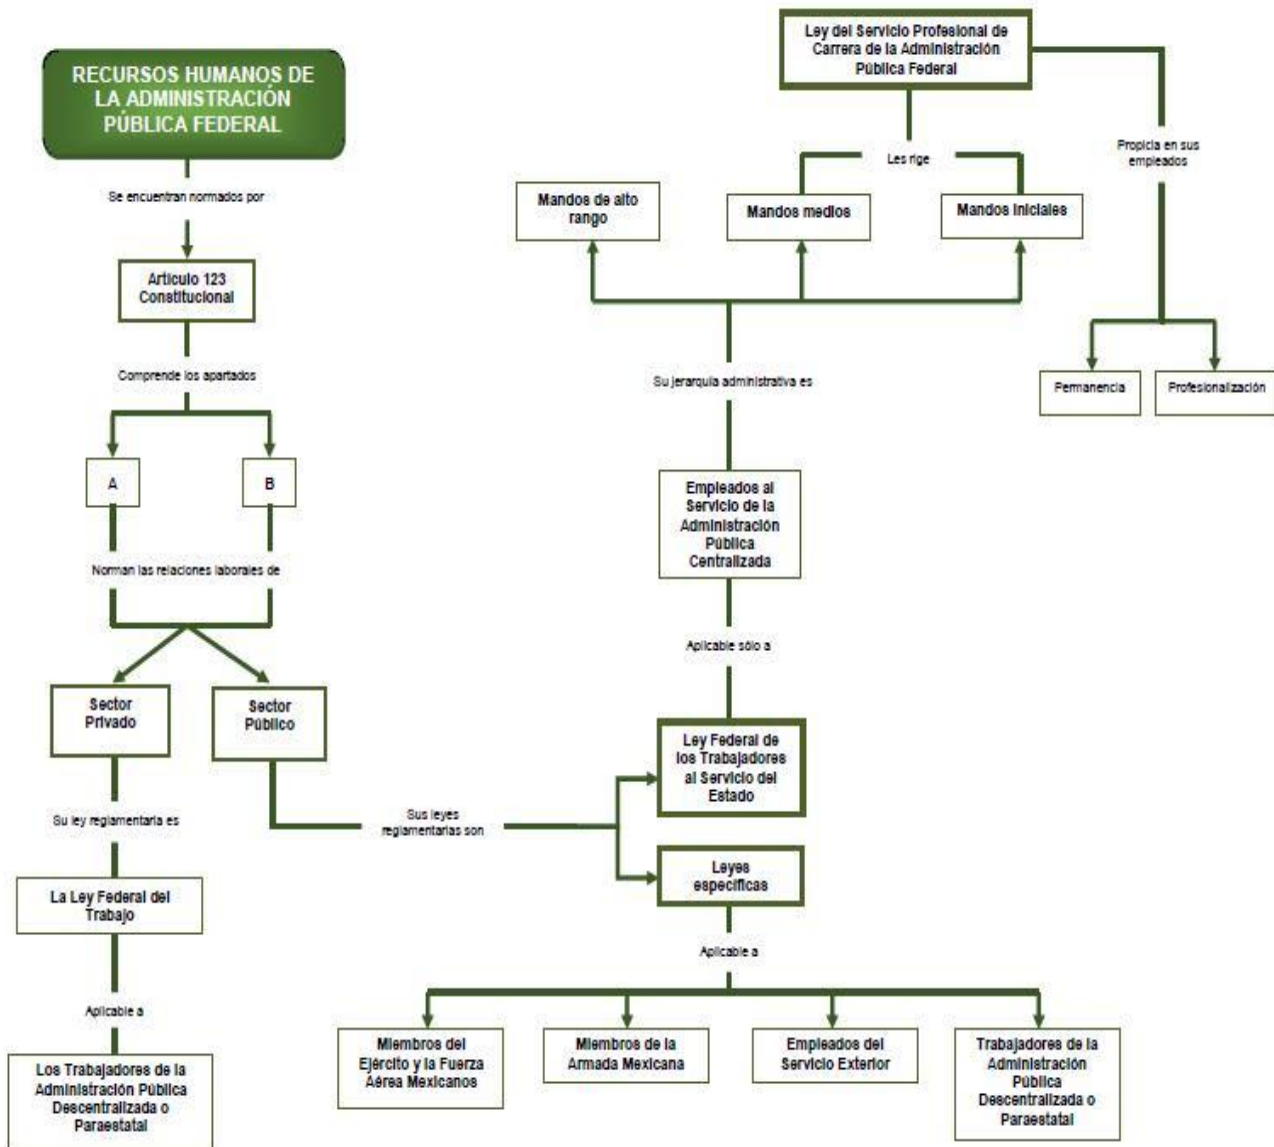 RECURSOS HUMANOS DE
LA ADMINISTRACIÓN
PÚBLICA FEDERAL
Se encuentran normados por
Artículo 123
Constitucional
Comprende los apartados
A
B
Norman las relaciones laborales de
Sector
Privado
Sector
Público
Su ley reglamentaria es
La Ley Federal del
Trabajo
Aplicable a
Los Trabajadores de la
Administración Pública
Descentralizada o
Paraestatal
Sus leyes
reglamentarias son
Ley Federal de
los Trabajadores
al Servicio del
Estado
Aplicable sólo a
Empleados al
Servicio de la
Administración
Pública
Centralizada
Su jerarquía administrativa es
Mandos de alto
rango
Mandos medios
Mandos iniciales
Les rige
Ley del Servicio Profesional de
Carrera de la Administración
Pública Federal
Propicia en sus
empleados
Permanencia
Profesionalización
Leyes
específicas
Aplicable a
Miembros del
Ejército y la Fuerza
Aérea Mexicanos
Miembros de la
Armada Mexicana
Empleados del
Servicio Exterior
Trabajadores de la
Administración
Pública
Descentralizada o
Paraestatal